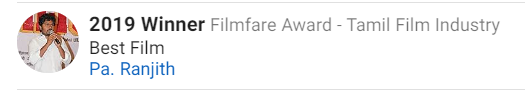 2019 Winner Filmfare Award - Tamil Film Industry
Best Film
Pa. Ranjith